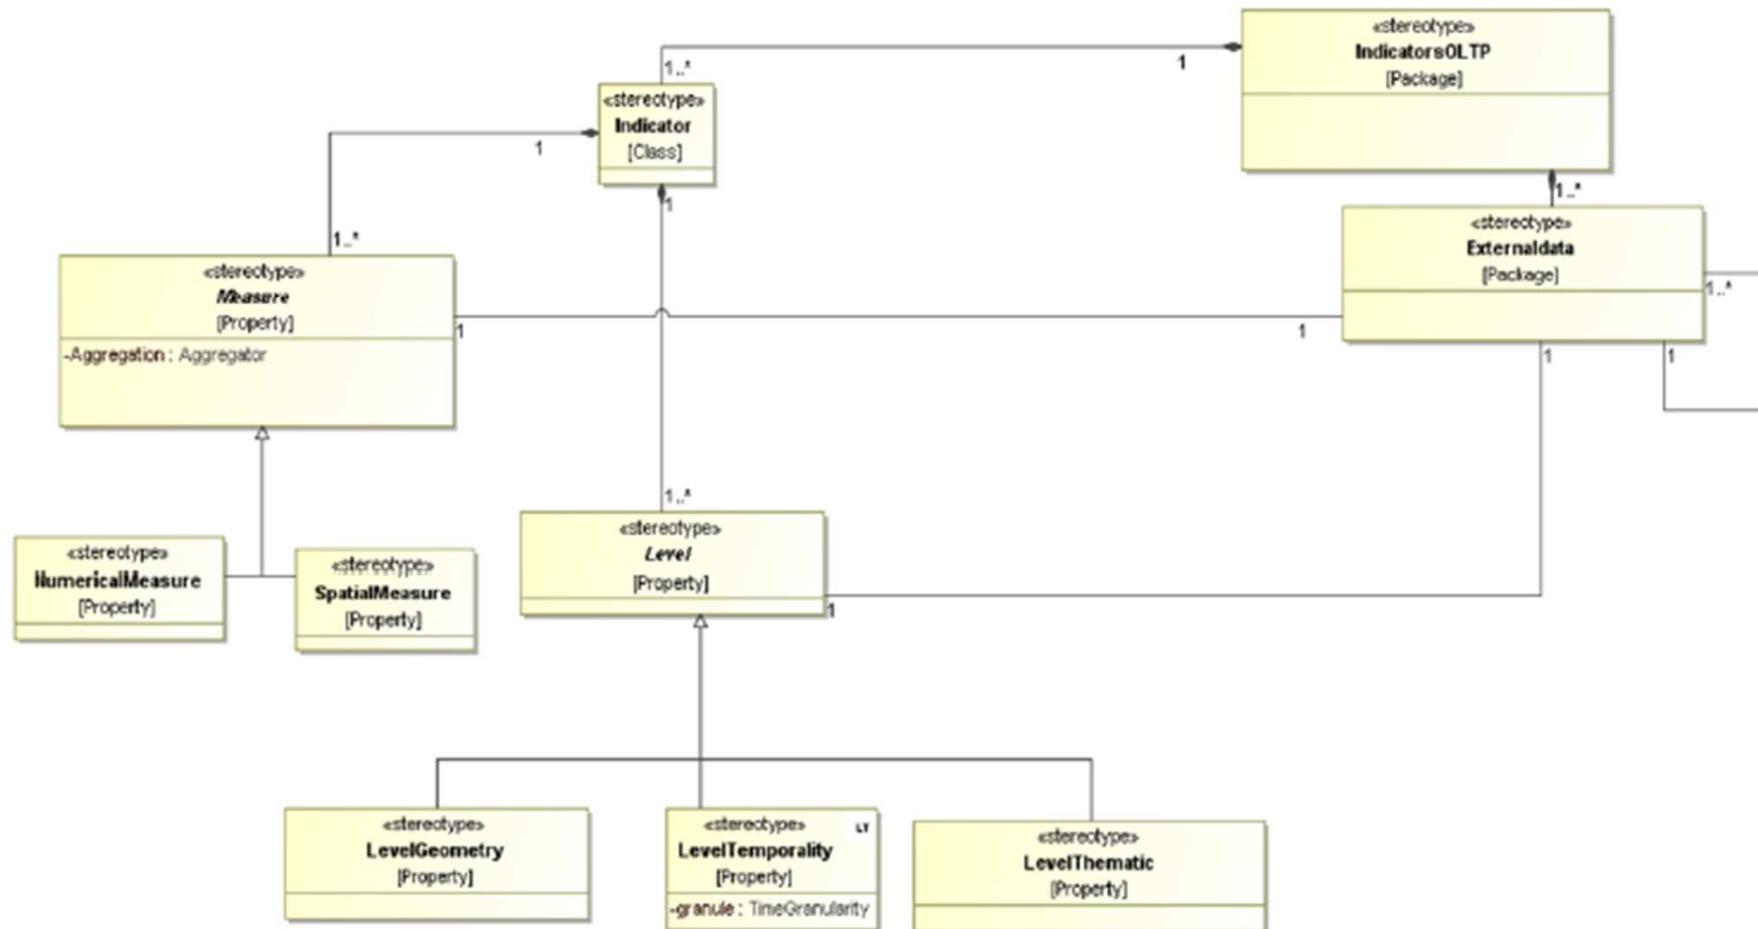 «stereotype»
IndicatorsOLTP
[Package]
1
1..*
«stereotype»
Indicator
[Class]
1
1
1..*
«stereotype»
Externaldata
[Package]
1..*
1..*
«stereotype»
Measure
[Property]
-Aggregation : Aggregator
1
1
1
1
1..*
«stereotype»
Level
[Property]
1
«stereotype»
NumericalMeasure
[Property]
«stereotype»
SpatialMeasure
[Property]
«stereotype»
LevelGeometry
[Property]
«stereotype»
LT
LevelTemporality
[Property]
-granule : TimeGranularity
«stereotype»
LevelThematic
[Property]